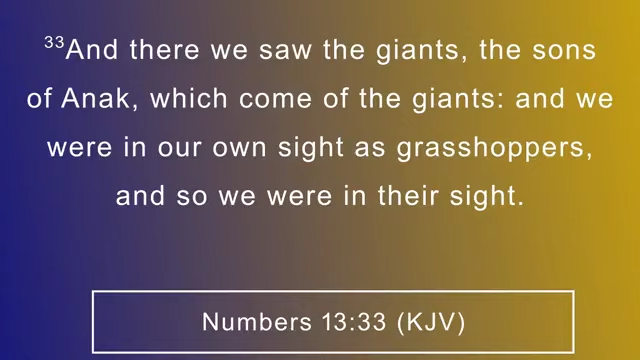 ³³And there we saw the giants, the sons
of Anak, which come of the giants: and we
were in our own sight as grasshoppers,
and so we were in their sight.
Numbers 13:33 (KJV)